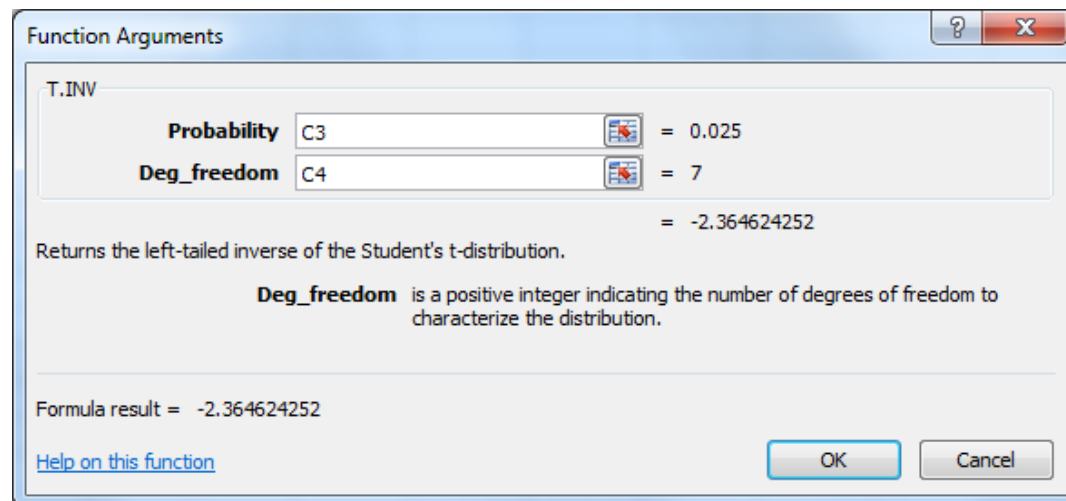 Function Arguments
T.INV
Probability C3 = 0.025
Deg_freedom C4 = 7
= -2.364624252
Returns the left-tailed inverse of the Student's t-distribution.
Deg_freedom is a positive integer indicating the number of degrees of freedom to
characterize the distribution.
Formula result = -2.364624252
Help on this function
OK Cancel